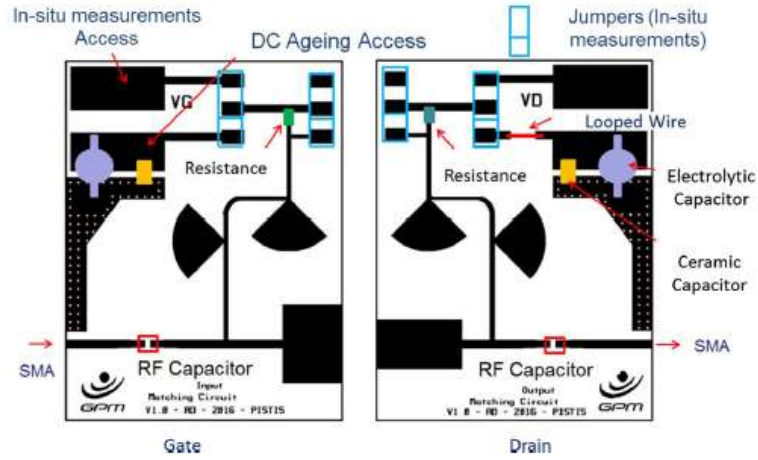 In-situ measurements
Access
DC Ageing Access
Jumpers (In-situ
measurements)
VG
Resistance
SMA
RF Capacitor
Input
Matching Circuit
V1.0 - AD - 2016 - PISTIS
GPM
Gate
VD
Looped Wire
Resistance
Electrolytic
Capacitor
Ceramic
Capacitor
SMA
RF Capacitor
Output
Matching Circuit
V1.0 - AD - 2016 - PISTIS
GPM
Drain